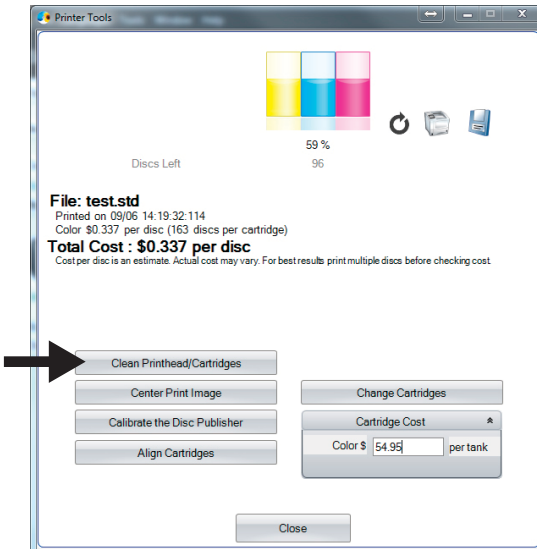 Printer Tools
59 %
Discs Left 96
File: test.std
Printed on 09/06 14:19:32:114
Color $0.337 per disc (163 discs per cartridge)
Total Cost : $0.337 per disc
Cost per disc is an estimate. Actual cost may vary. For best results print multiple discs before checking cost.
Clean Printhead/Cartridges
Center Print Image Change Cartridges
Calibrate the Disc Publisher Cartridge Cost
Align Cartridges Color $ 54.95 per tank
Close